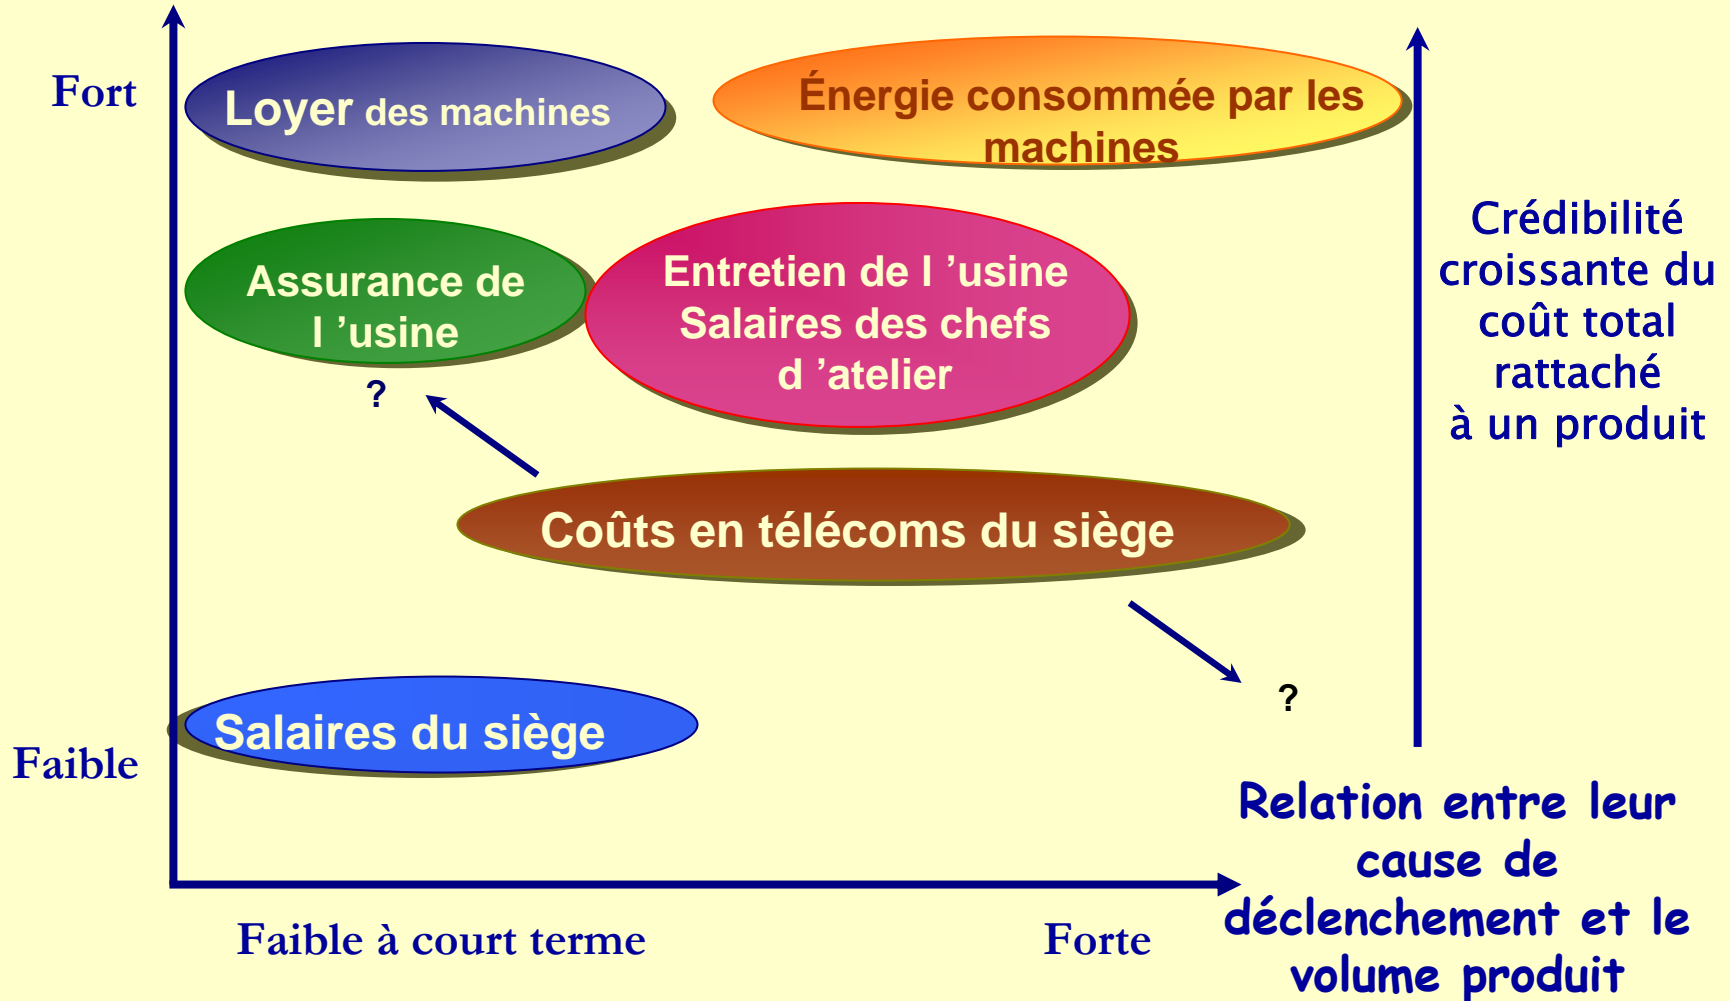 Fort
Loyer des machines
Énergie consommée par les
machines
Assurance de
l ’usine
?
Entretien de l ’usine
Salaires des chefs
d ’atelier
Crédibilité
croissante du
coût total
rattaché
à un produit
Coûts en télécoms du siège
?
Salaires du siège
Faible
Faible à court terme
Forte
Relation entre leur
cause de
déclenchement et le
volume produit